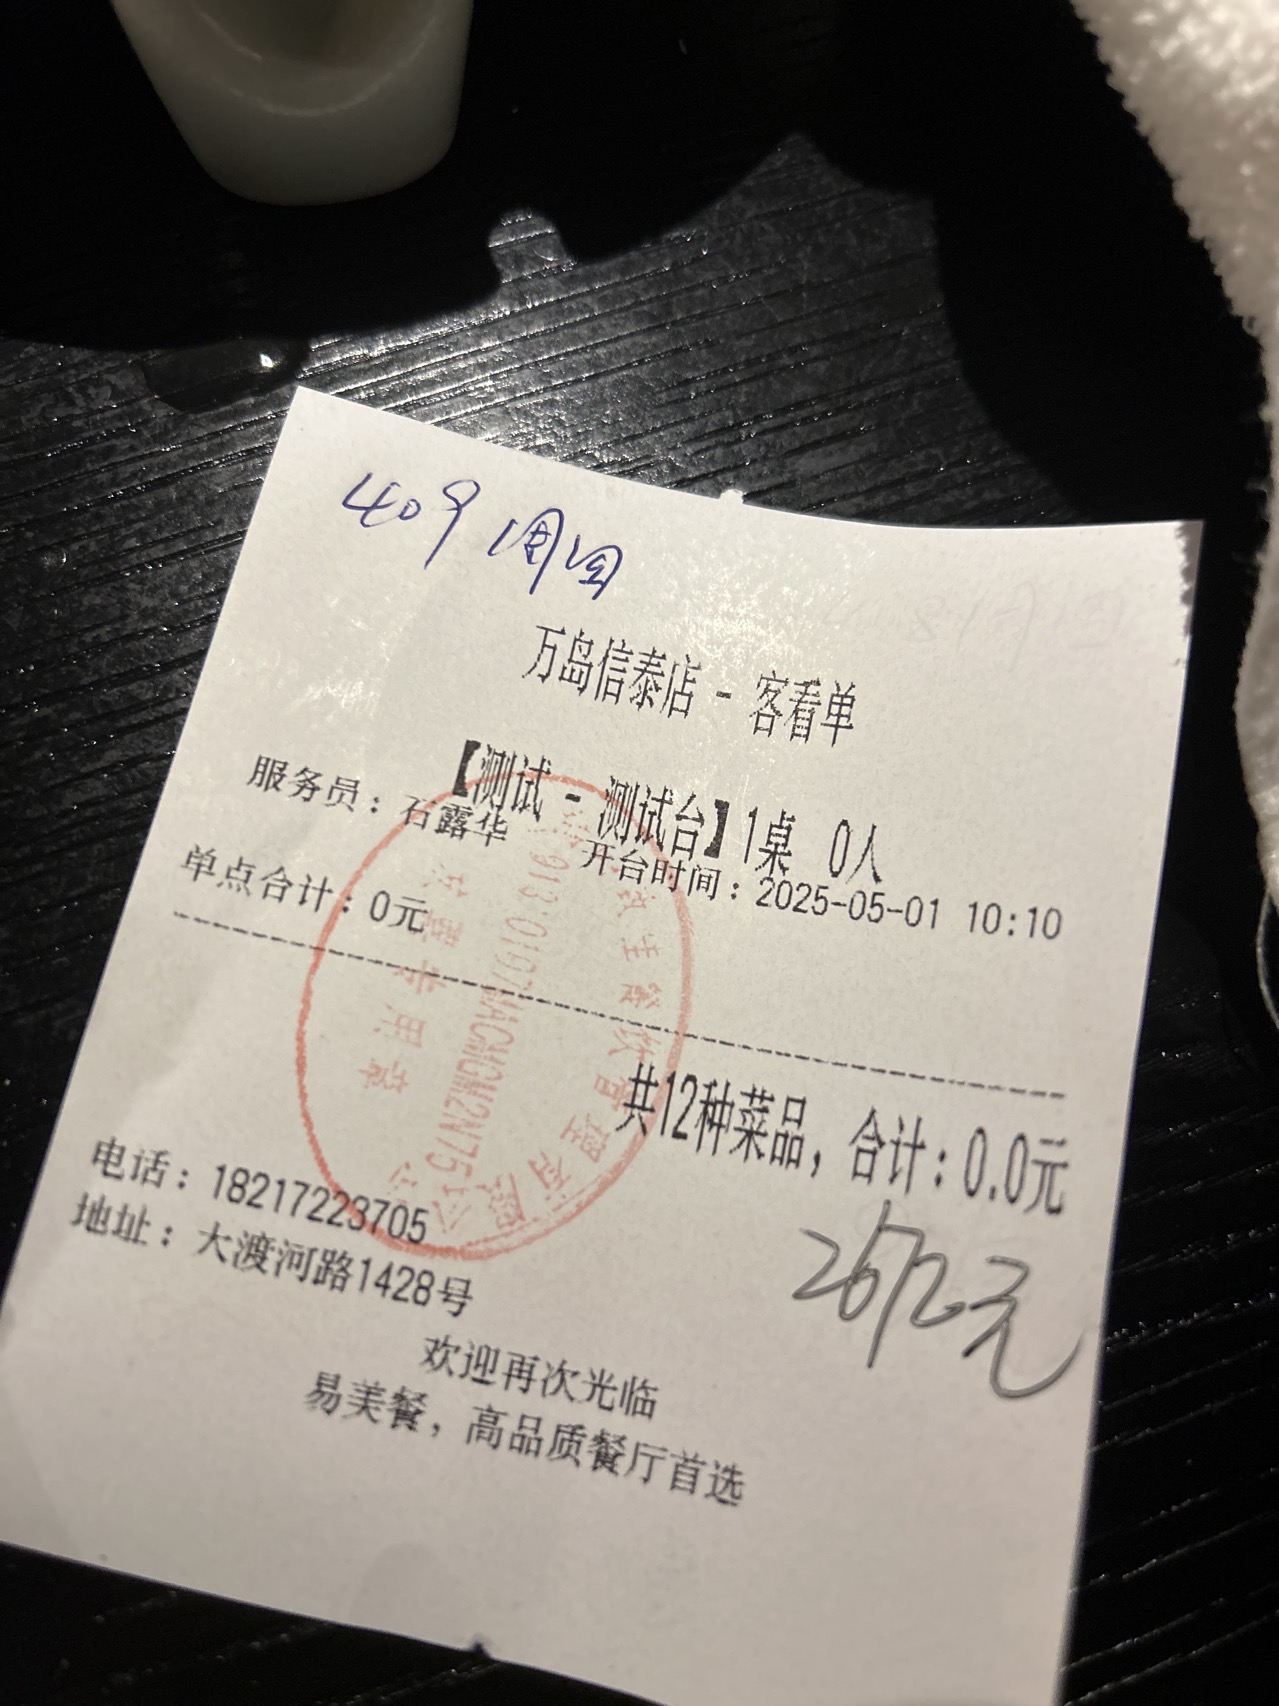 409 周园
万岛信泰店 - 客看单
【测试 - 测试台】1桌 0人
服务员：石露华 开台时间：2025-05-01 10:10
单点合计：0元
共12种菜品，合计：0.0元
2672元
电话：18217223705
地址：大渡河路1428号
欢迎再次光临
易美餐，高品质餐厅首选